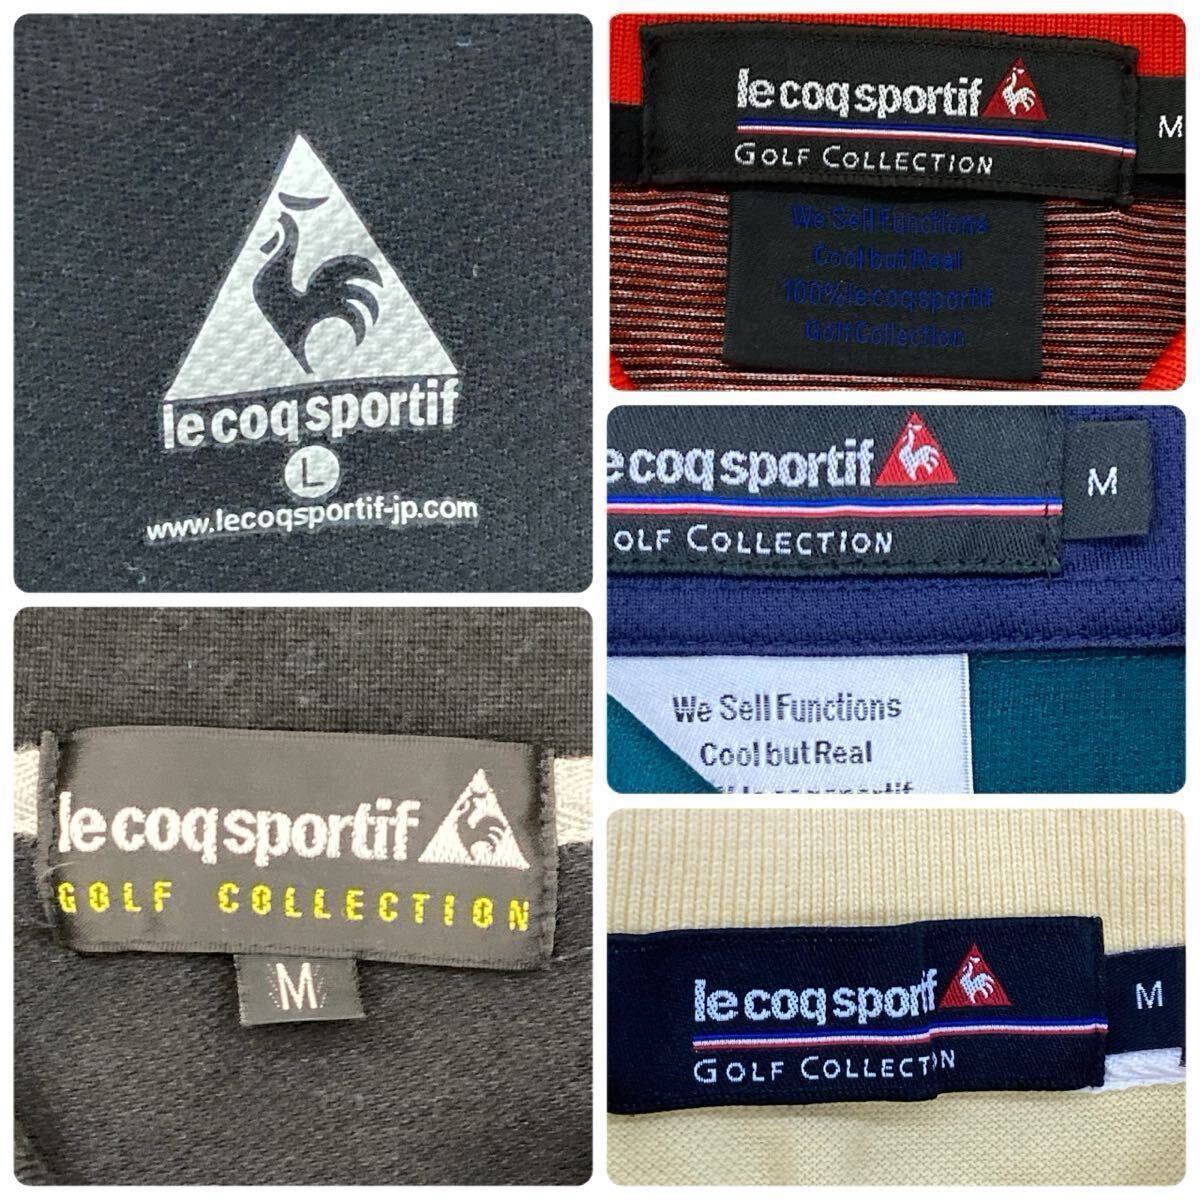 le coq sportif
L
www.lecoqsportif-jp.com
le coq sportif
GOLF COLLECTION
M
We Sell Functions
Cool but Real
100% le coq sportif
Golf Collection
le coq sportif
M
GOLF COLLECTION
We Sell Functions
Cool but Real
le coq sportif
GOLF COLLECTION
M
le coq sportif
GOLF COLLECTION
M